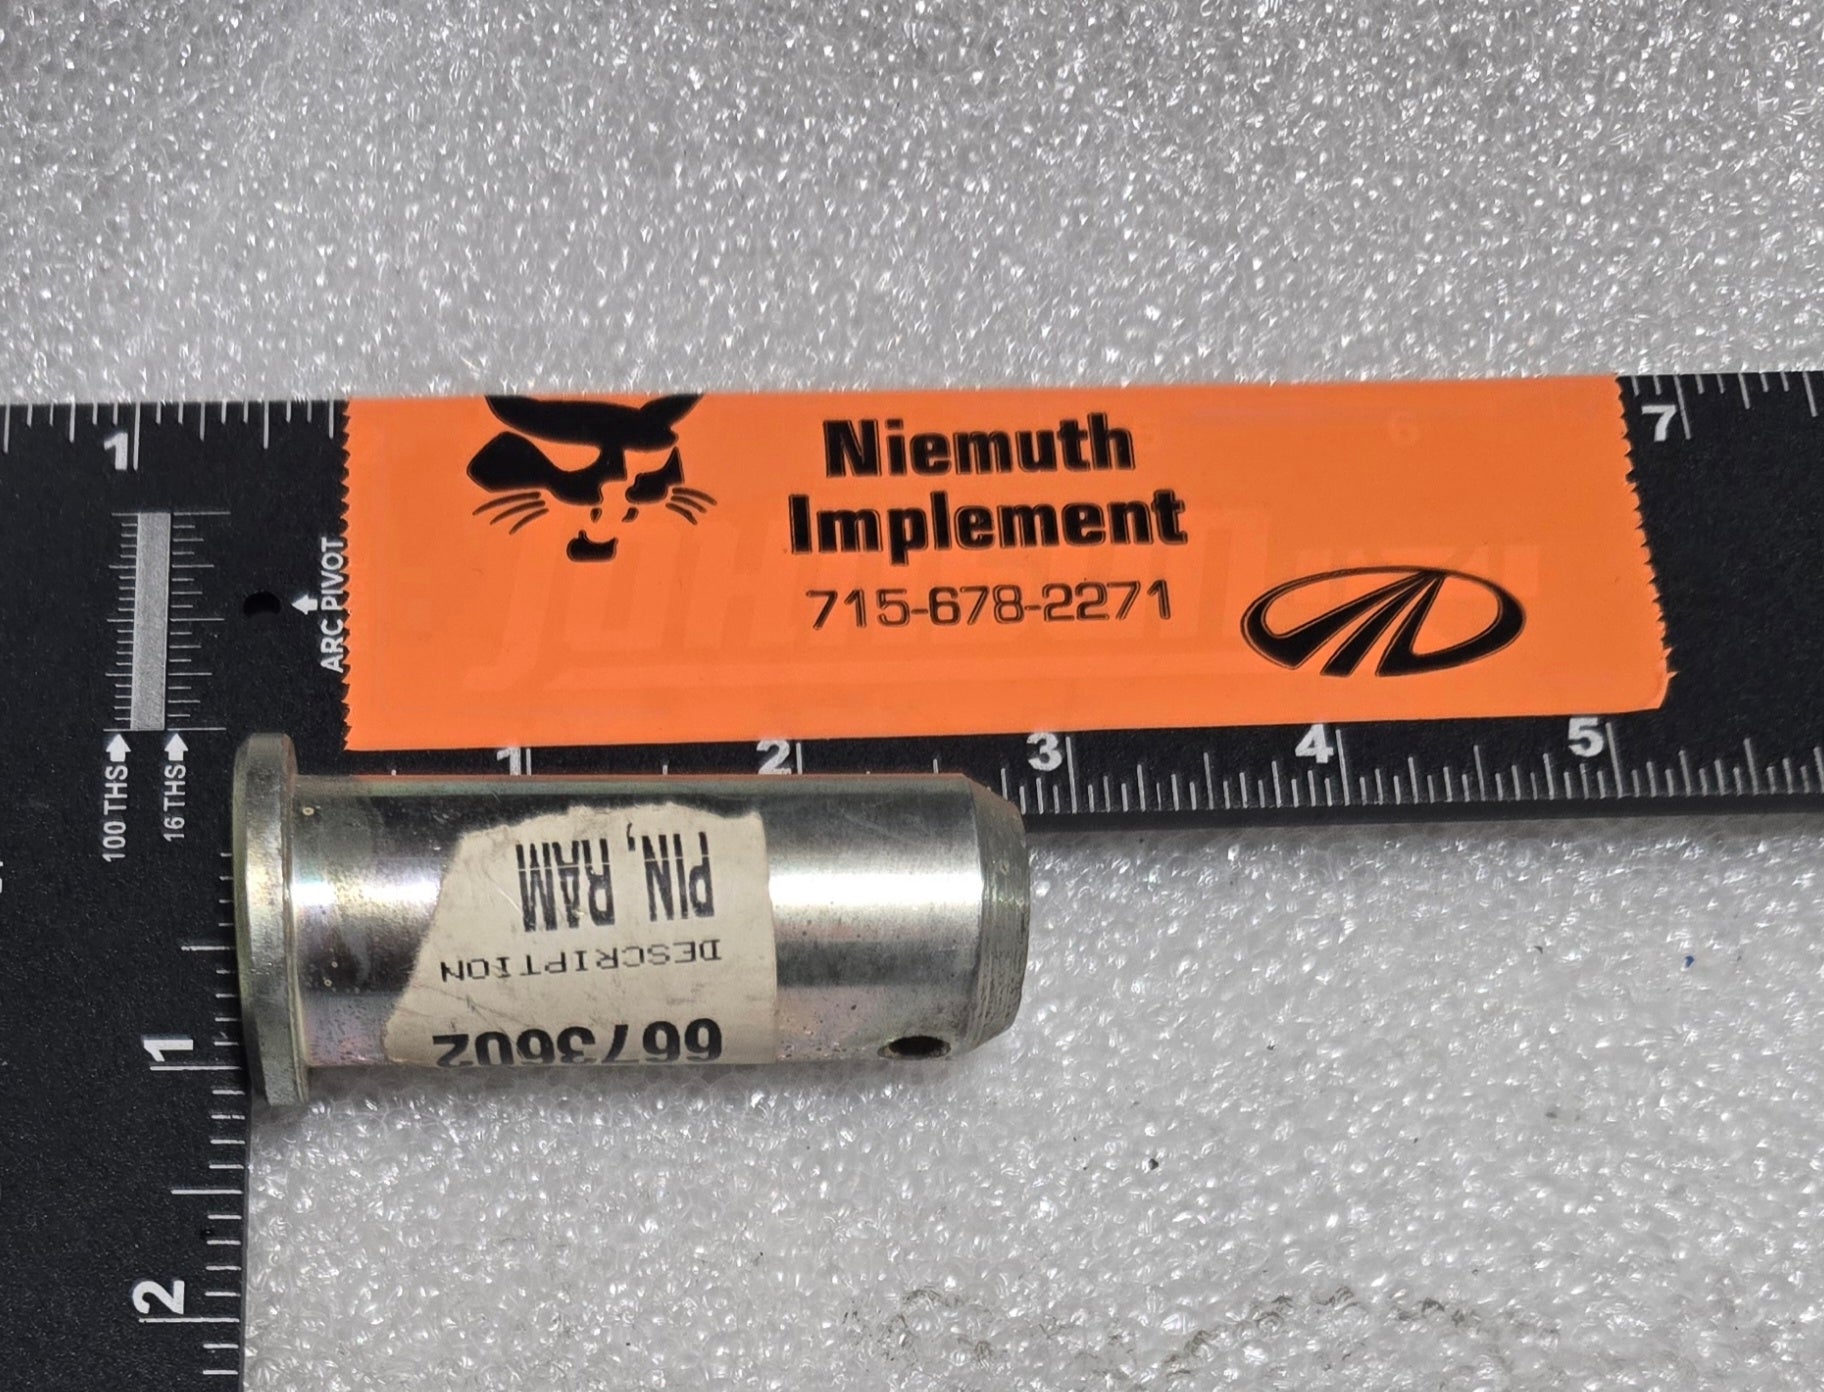 1
7
Niemuth
Implement
715-678-2271
ARC PIVOT
100 THS
16 THS
1 2 3 4 5
6673602
DESCRIPTION
PIN, RAM
1
2